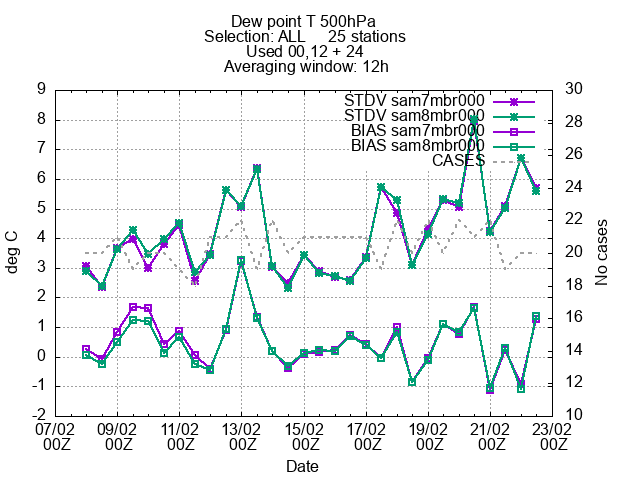 Dew point T 500hPa
Selection: ALL 25 stations
Used 00,12 + 24
Averaging window: 12h
STDV sam7mbr000
STDV sam8mbr000
BIAS sam7mbr000
BIAS sam8mbr000
CASES
deg C
9
8
7
6
5
4
3
2
1
0
-1
-2
No cases
30
28
26
24
22
20
18
16
14
12
10
07/02 09/02 11/02 13/02 15/02 17/02 19/02 21/02 23/02
00Z 00Z 00Z 00Z 00Z 00Z 00Z 00Z 00Z
Date